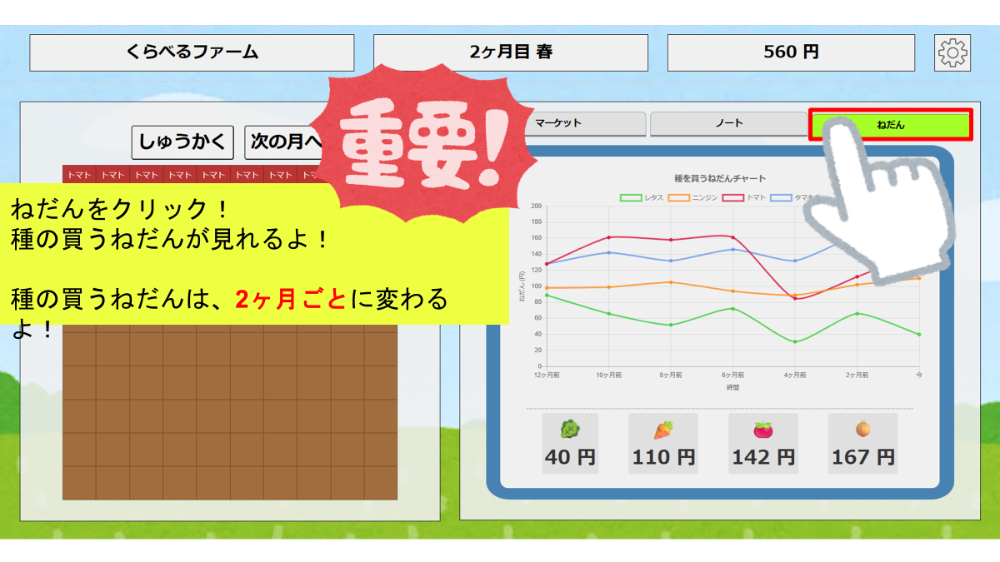 くらべるファーム
2ヶ月目 春
560 円
しゅうかく
次の月へ
重要!
マーケット
ノート
ねだん
トマト トマト トマト トマト トマト トマト トマト
ねだんをクリック！
種の買うねだんが見れるよ！
種の買うねだんは、2ヶ月ごとに変わる
よ！
種を買うねだんチャート
レタス ニンジン トマト タマネ
ねだん (円)
200
180
160
140
120
100
80
60
40
20
0
12ヶ月前 10ヶ月前 8ヶ月前 6ヶ月前 4ヶ月前 2ヶ月前 今
時間
40 円 110 円 142 円 167 円